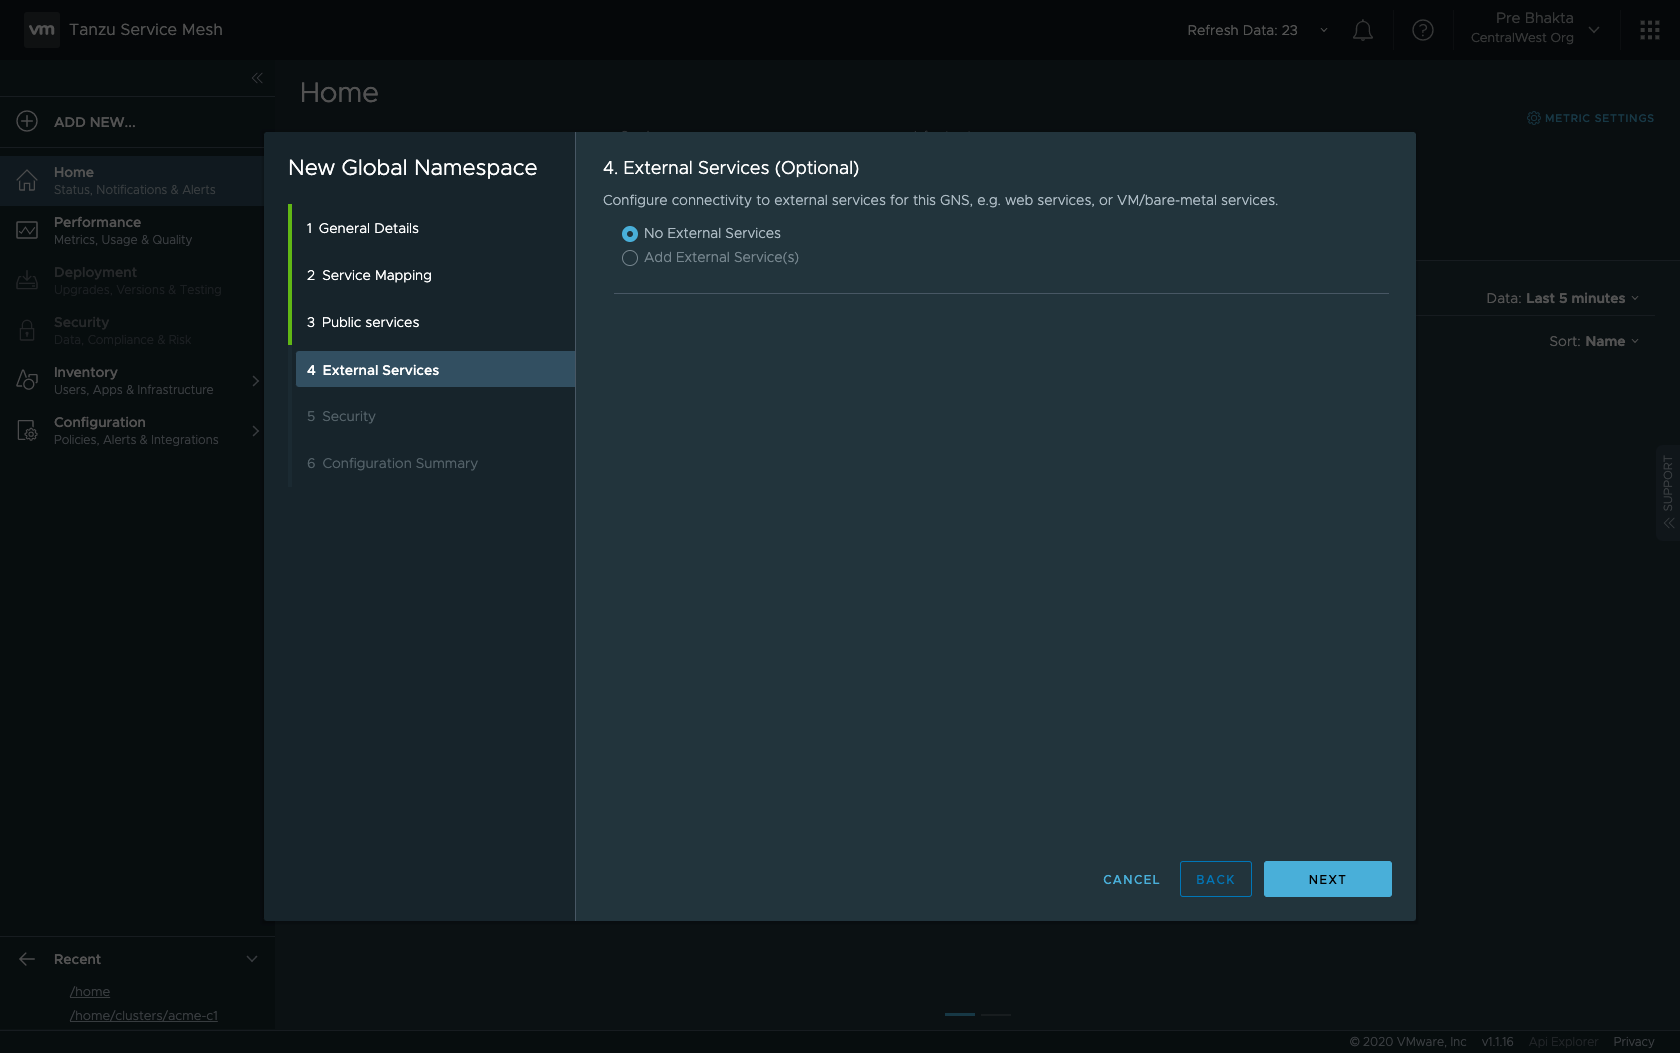 vm Tanzu Service Mesh
Refresh Data: 23
Pre Bhakta
CentralWest Org
ADD NEW...
Home
Status, Notifications & Alerts
Performance
Metrics, Usage & Quality
Deployment
Upgrades, Versions & Testing
Security
Data, Compliance & Risk
Inventory
Users, Apps & Infrastructure
Configuration
Policies, Alerts & Integrations
Recent
/home
/home/clusters/acme-c1
Home
METRIC SETTINGS
Data: Last 5 minutes
Sort: Name
SUPPORT
New Global Namespace
1 General Details
2 Service Mapping
3 Public services
4 External Services
5 Security
6 Configuration Summary
4. External Services (Optional)
Configure connectivity to external services for this GNS, e.g. web services, or VM/bare-metal services.
No External Services
Add External Service(s)
CANCEL
BACK
NEXT
© 2020 VMware, Inc v1.1.16 Api Explorer Privacy